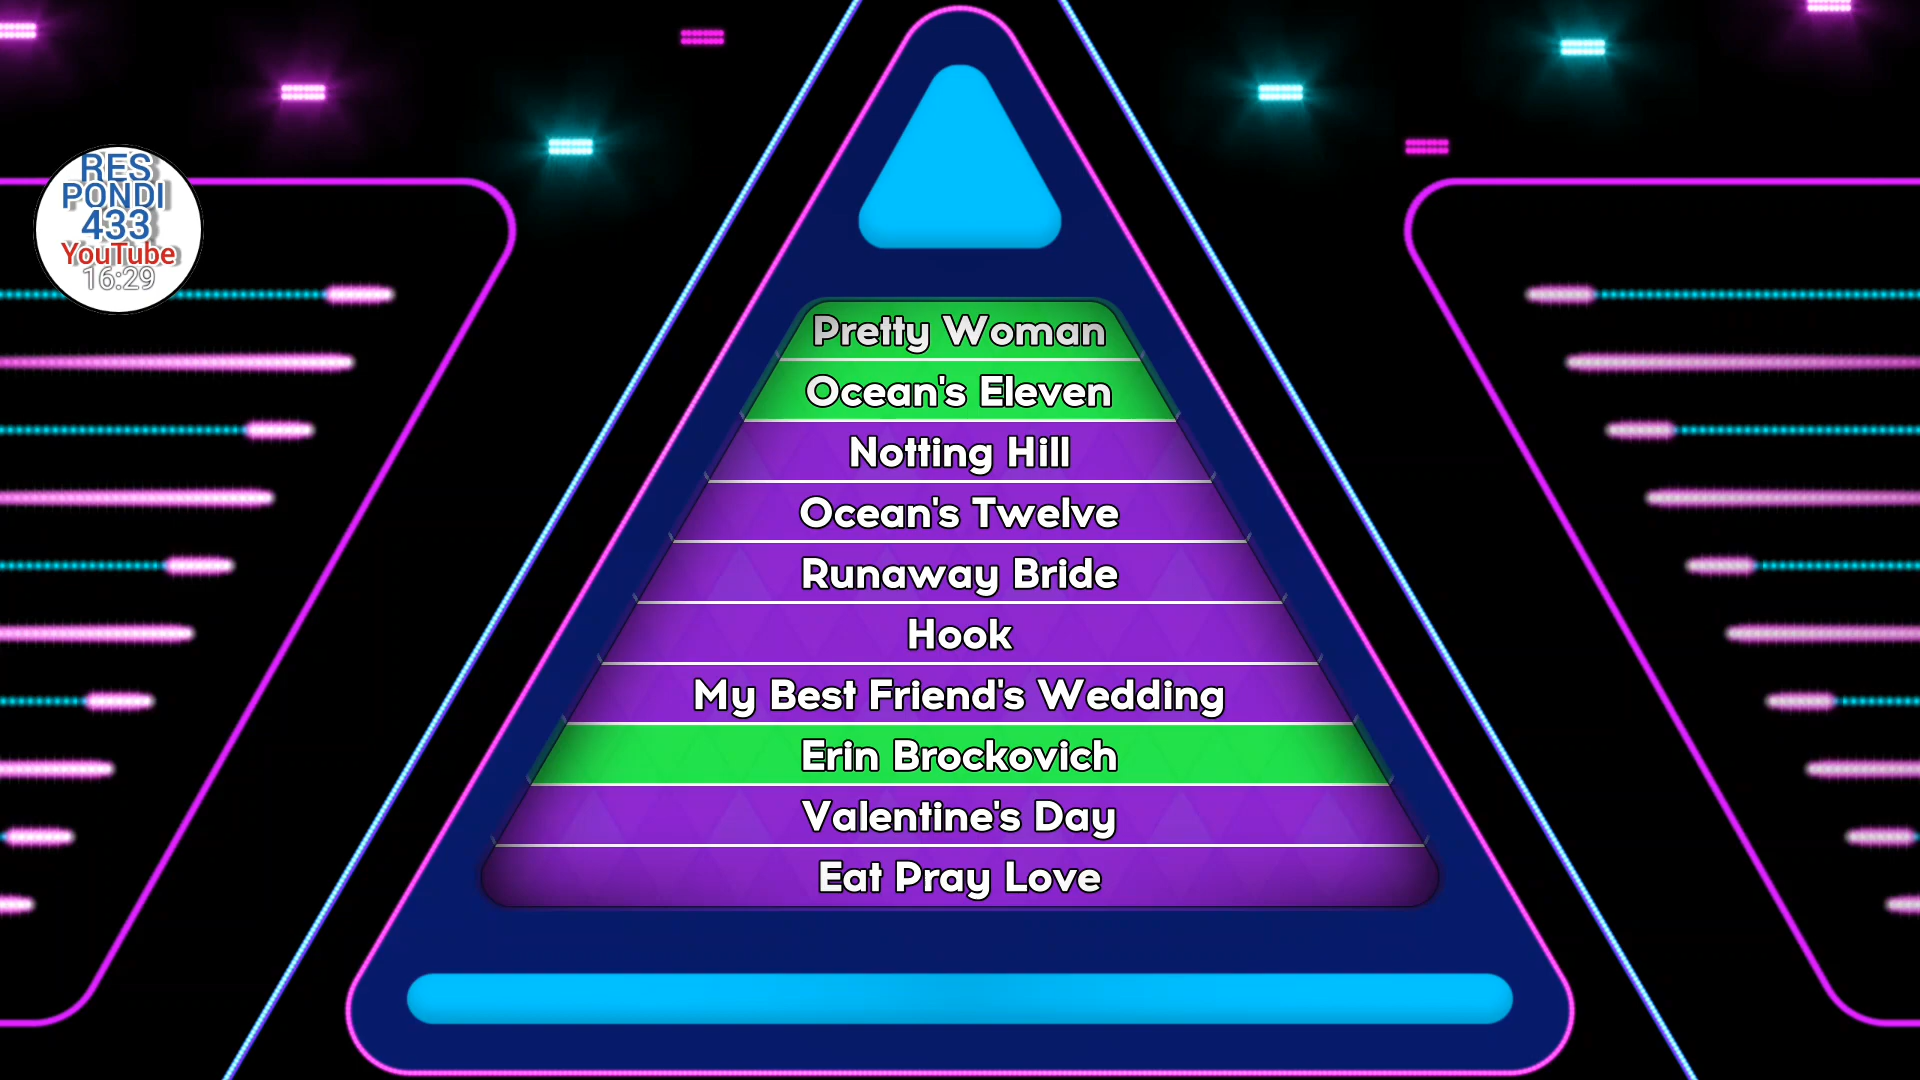 RES
PONDI
433
YouTube
16:29
Pretty Woman
Ocean's Eleven
Notting Hill
Ocean's Twelve
Runaway Bride
Hook
My Best Friend's Wedding
Erin Brockovich
Valentine's Day
Eat Pray Love